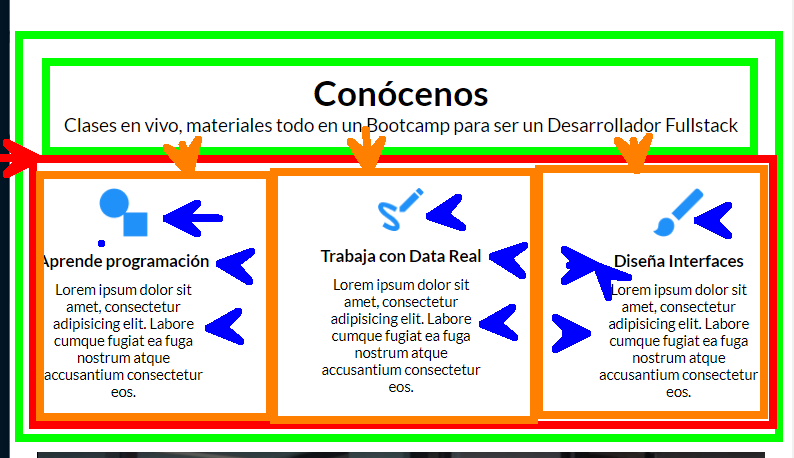 Conócenos
Clases en vivo, materiales todo en un Bootcamp para ser un Desarrollador Fullstack
Aprende programación
Lorem ipsum dolor sit
amet, consectetur
adipisicing elit. Labore
cumque fugiat ea fuga
nostrum atque
accusantium consectetur
eos.
Trabaja con Data Real
Lorem ipsum dolor sit
amet, consectetur
adipisicing elit. Labore
cumque fugiat ea fuga
nostrum atque
accusantium consectetur
eos.
Diseña Interfaces
Lorem ipsum dolor sit
amet, consectetur
adipisicing elit. Labore
cumque fugiat ea fuga
nostrum atque
accusantium consectetur
eos.